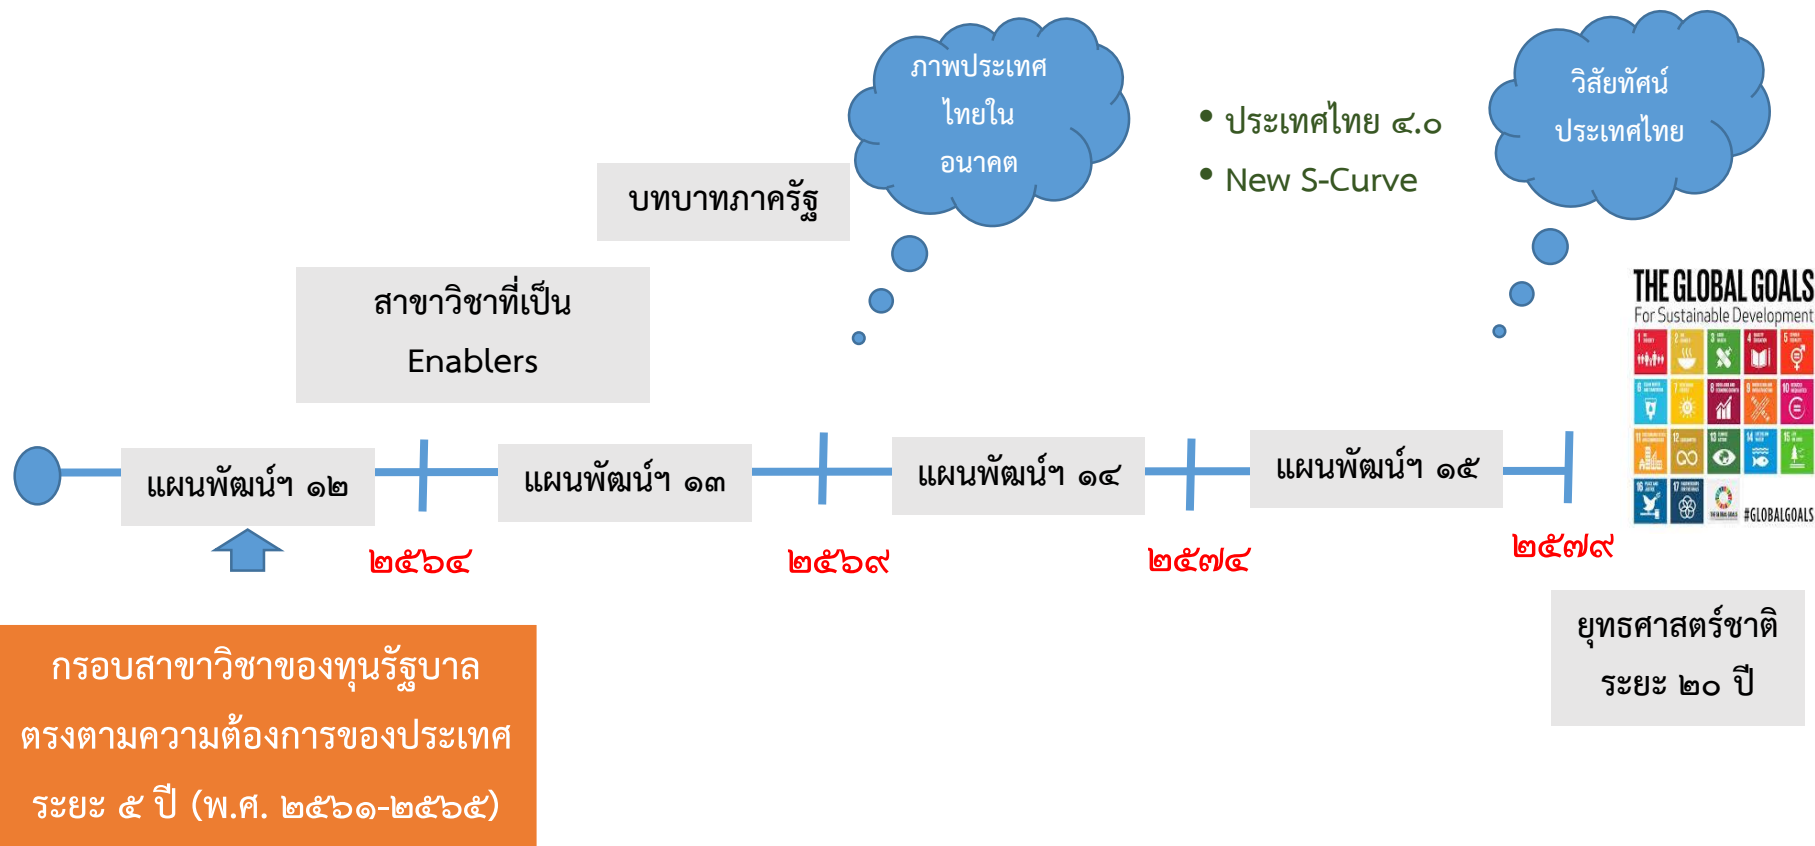 ภาพประเทศ
ไทยใน
อนาคต
• ประเทศไทย ๔.๐
• New S-Curve
วิสัยทัศน์
ประเทศไทย
บทบาทภาครัฐ
สาขาวิชาที่เป็น
Enablers
THE GLOBAL GOALS
For Sustainable Development
#GLOBALGOALS
แผนพัฒน์ฯ ๑๒
แผนพัฒน์ฯ ๑๓
แผนพัฒน์ฯ ๑๔
แผนพัฒน์ฯ ๑๕
๒๕๖๔
๒๕๖๙
๒๕๗๔
๒๕๗๙
กรอบสาขาวิชาของทุนรัฐบาล
ตรงตามความต้องการของประเทศ
ระยะ ๕ ปี (พ.ศ. ๒๕๖๑-๒๕๖๕)
ยุทธศาสตร์ชาติ
ระยะ ๒๐ ปี